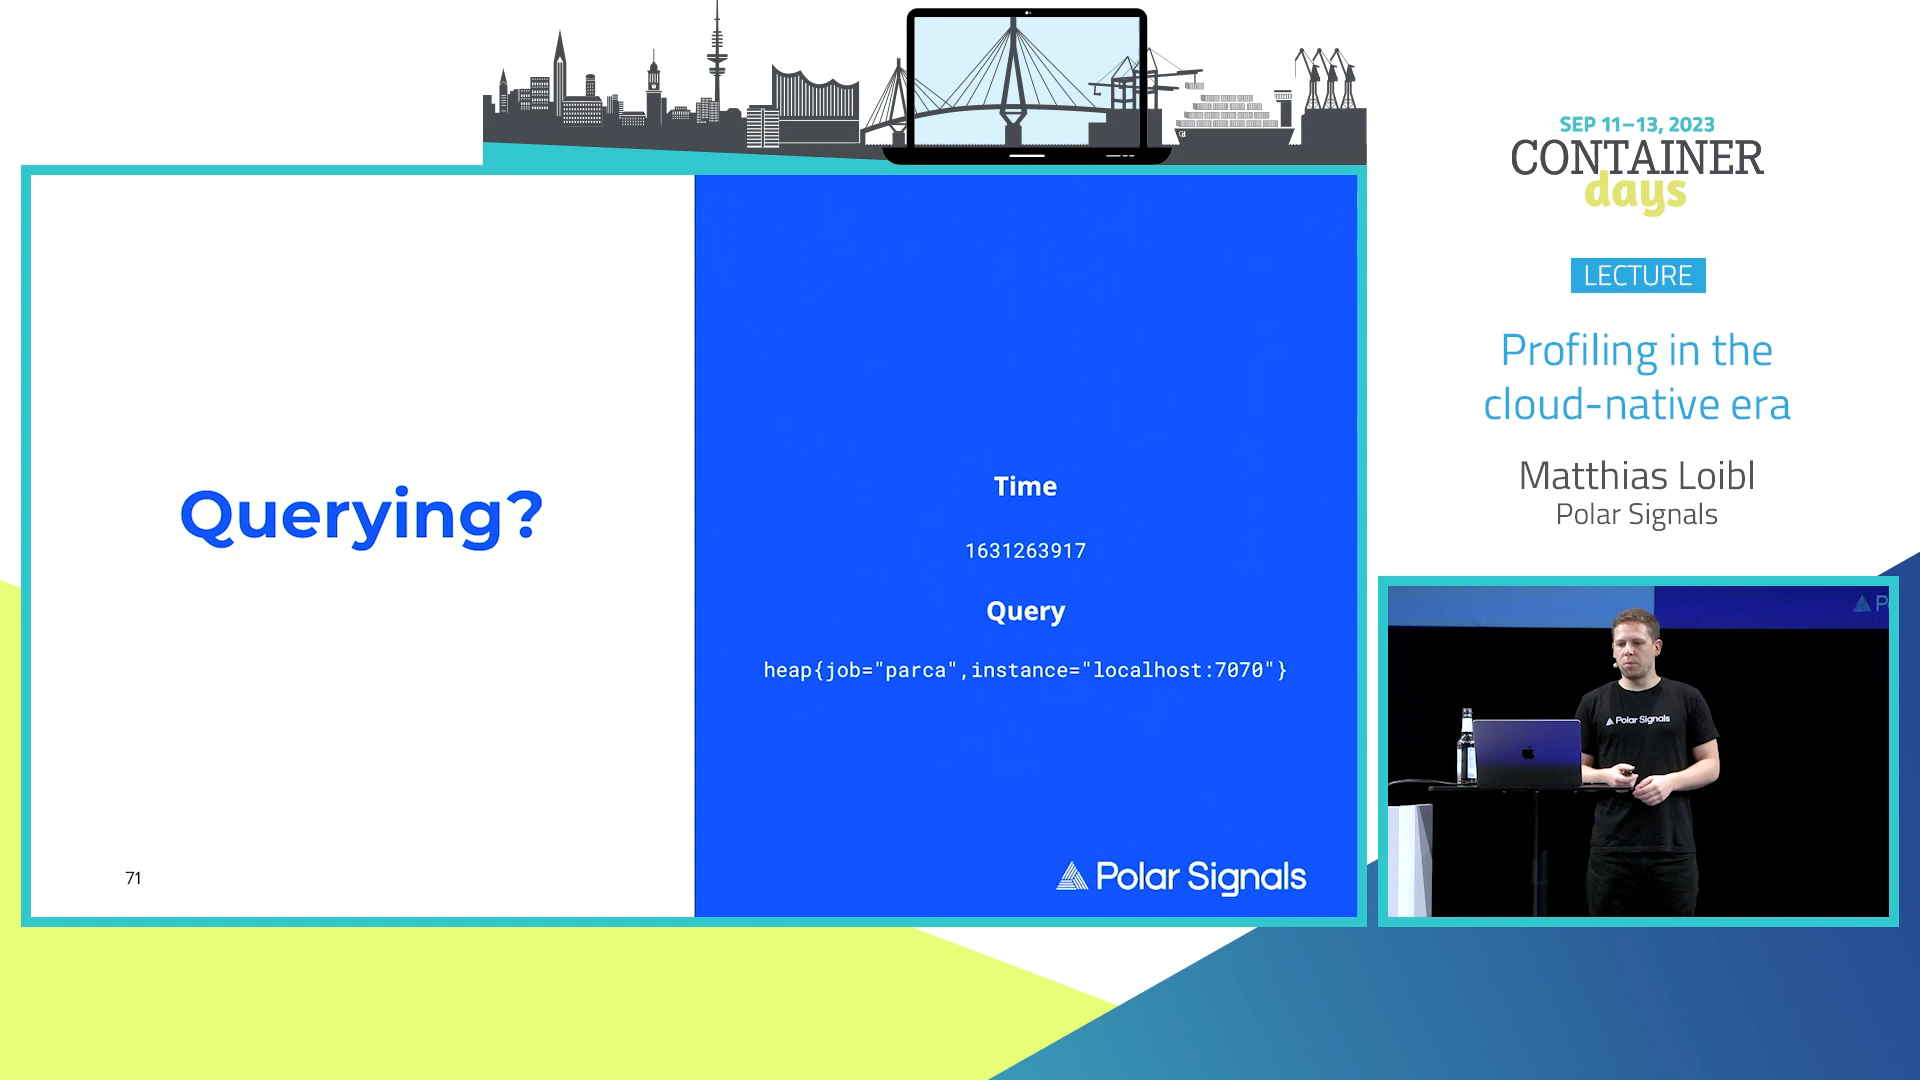 SEP 11–13, 2023
CONTAINER
days
LECTURE
Profiling in the
cloud-native era
Matthias Loibl
Polar Signals
Querying?
Time
1631263917
Query
heap{job="parca",instance="localhost:7070"}
71
Polar Signals
Polar Signals